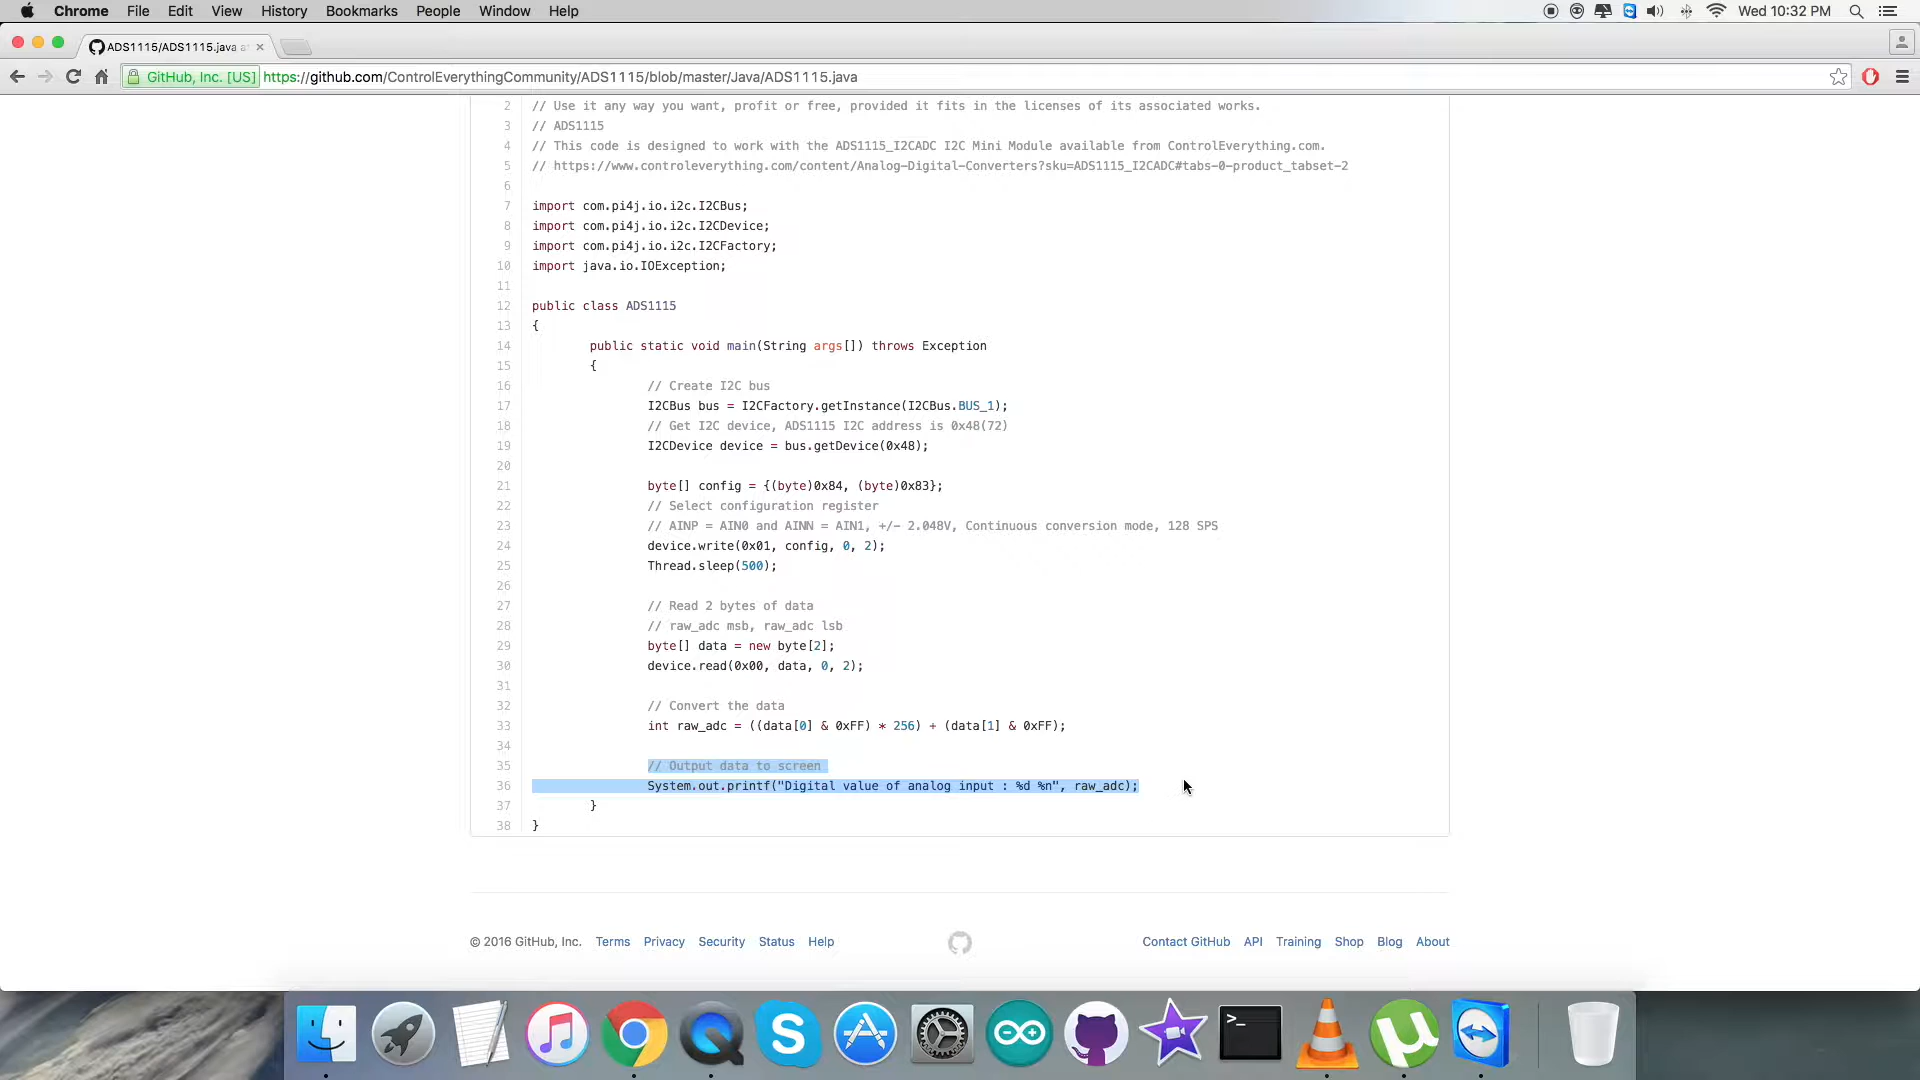 Chrome File Edit View History Bookmarks People Window Help Wed 10:32 PM
ADS1115/ADS1115.java a
GitHub, Inc. [US] https://github.com/ControlEverythingCommunity/ADS1115/blob/master/Java/ADS1115.java
2 // Use it any way you want, profit or free, provided it fits in the licenses of its associated works.
3 // ADS1115
4 // This code is designed to work with the ADS1115_I2CADC I2C Mini Module available from ControlEverything.com.
5 // https://www.controleverything.com/content/Analog-Digital-Converters?sku=ADS1115_I2CADC#tabs-0-product_tabset-2
6
7 import com.pi4j.io.i2c.I2CBus;
8 import com.pi4j.io.i2c.I2CDevice;
9 import com.pi4j.io.i2c.I2CFactory;
10 import java.io.IOException;
11
12 public class ADS1115
13 {
14 public static void main(String args[]) throws Exception
15 {
16 // Create I2C bus
17 I2CBus bus = I2CFactory.getInstance(I2CBus.BUS_1);
18 // Get I2C device, ADS1115 I2C address is 0x48(72)
19 I2CDevice device = bus.getDevice(0x48);
20
21 byte[] config = {(byte)0x84, (byte)0x83};
22 // Select configuration register
23 // AINP = AIN0 and AINN = AIN1, +/- 2.048V, Continuous conversion mode, 128 SPS
24 device.write(0x01, config, 0, 2);
25 Thread.sleep(500);
26
27 // Read 2 bytes of data
28 // raw_adc msb, raw_adc lsb
29 byte[] data = new byte[2];
30 device.read(0x00, data, 0, 2);
31
32 // Convert the data
33 int raw_adc = ((data[0] & 0xFF) * 256) + (data[1] & 0xFF);
34
35 // Output data to screen
36 System.out.printf("Digital value of analog input : %d %n", raw_adc);
37 }
38 }
© 2016 GitHub, Inc. Terms Privacy Security Status Help Contact GitHub API Training Shop Blog About